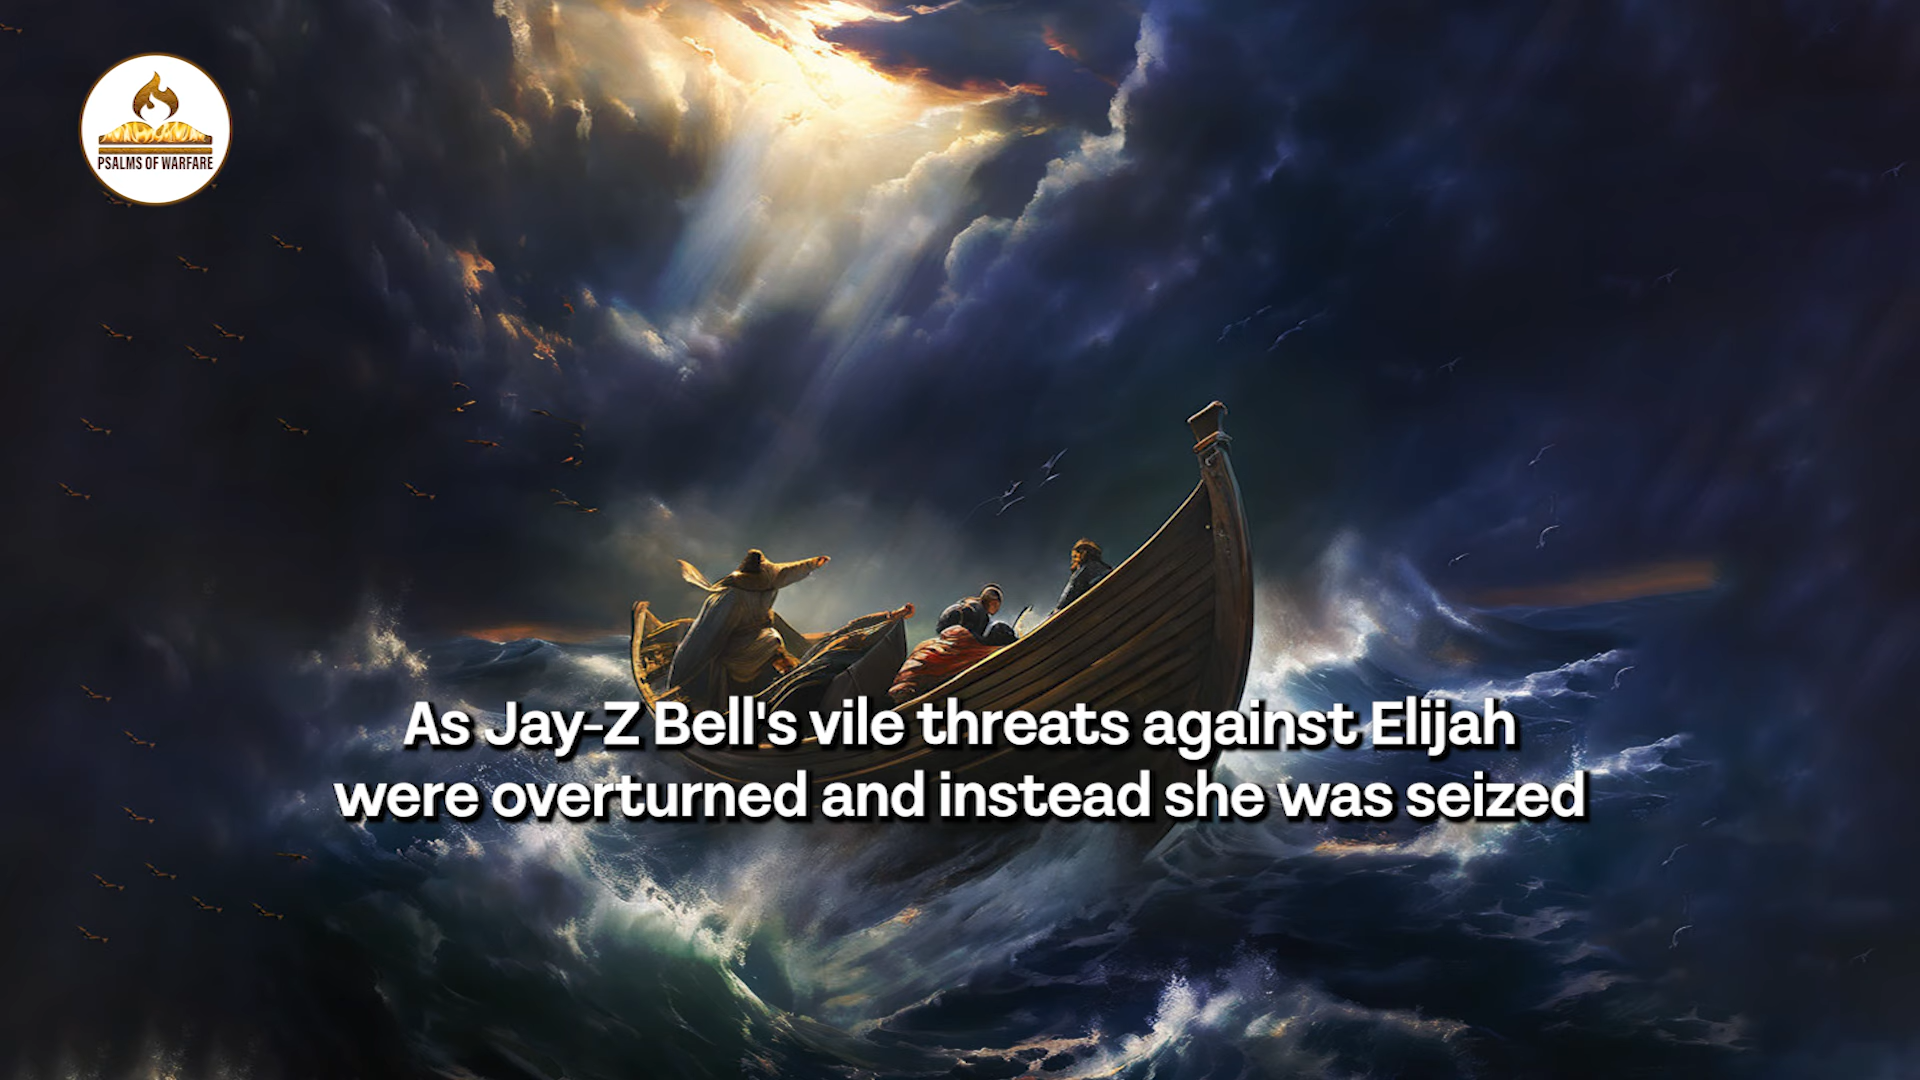 PSALMS OF WARFARE
As Jay-Z Bell's vile threats against Elijah
were overturned and instead she was seized